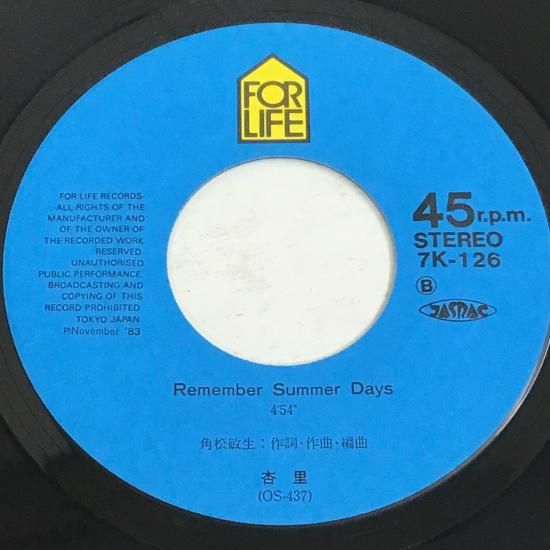 FOR
LIFE
FOR LIFE RECORDS-
ALL RIGHTS OF THE
MANUFACTURER AND
OF THE OWNER OF
THE RECORDED WORK
RESERVED
UNAUTHORISED
PUBLIC PERFORMANCE,
BROADCASTING AND
COPYING OF THIS
RECORD PROHIBITED.
TOKYO JAPAN
P.November '83
45r.p.m.
STEREO
7K-126
B
JASRAC
Remember Summer Days
4'54"
角松敏生：作詞・作曲・編曲
杏里
(OS-437)